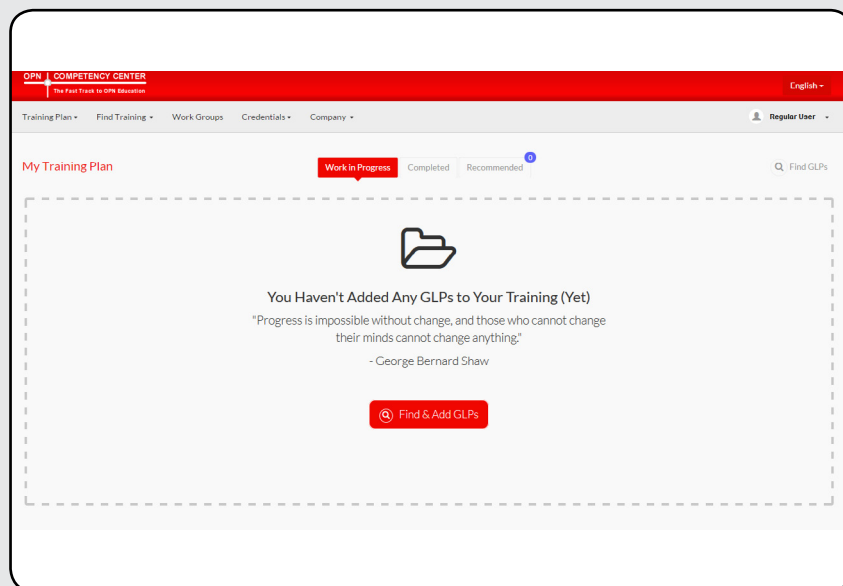 OPN COMPETENCY CENTER
The Fast Track to OPN Education
English
Training Plan Find Training Work Groups Credentials Company Regular User
My Training Plan Work in Progress Completed Recommended 0 Find GLPs
You Haven't Added Any GLPs to Your Training (Yet)
"Progress is impossible without change, and those who cannot change
their minds cannot change anything."
- George Bernard Shaw
Find & Add GLPs